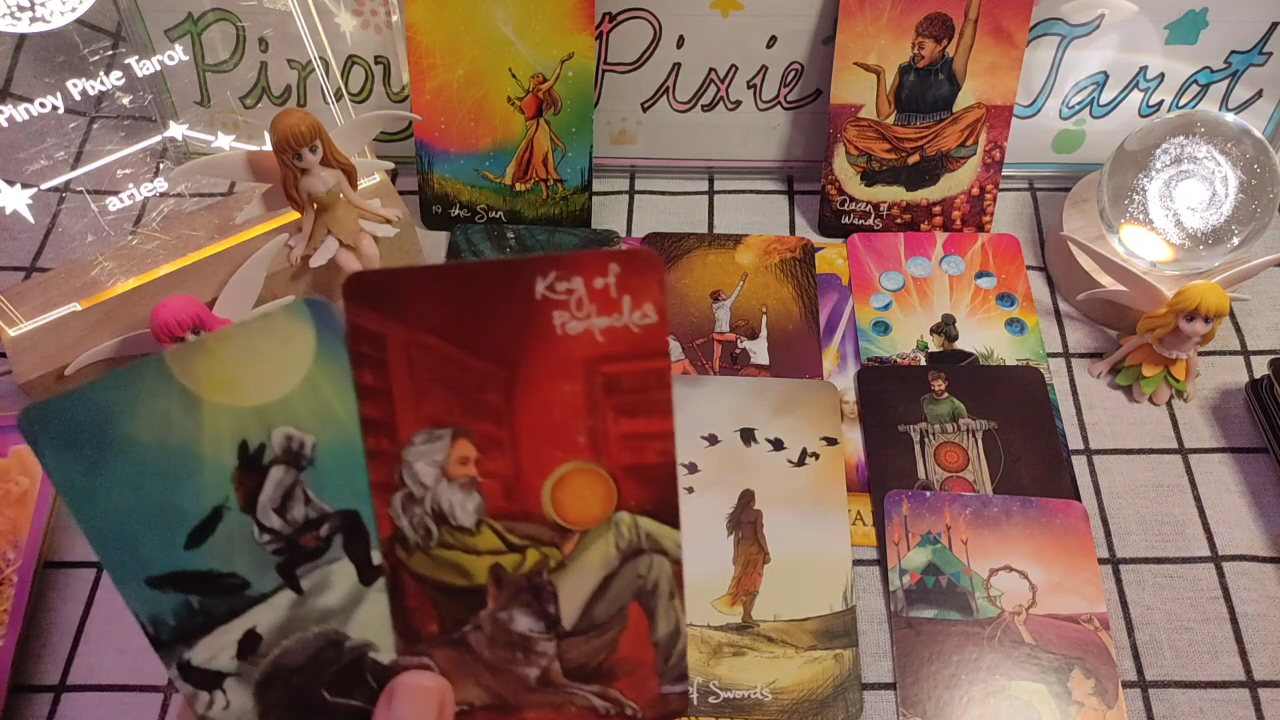 Pinoy Pixie Tarot
Pinoy Pixie Tarot
aries
19 the Sun
Queen of
Wands
King of
Pentacles
of Swords